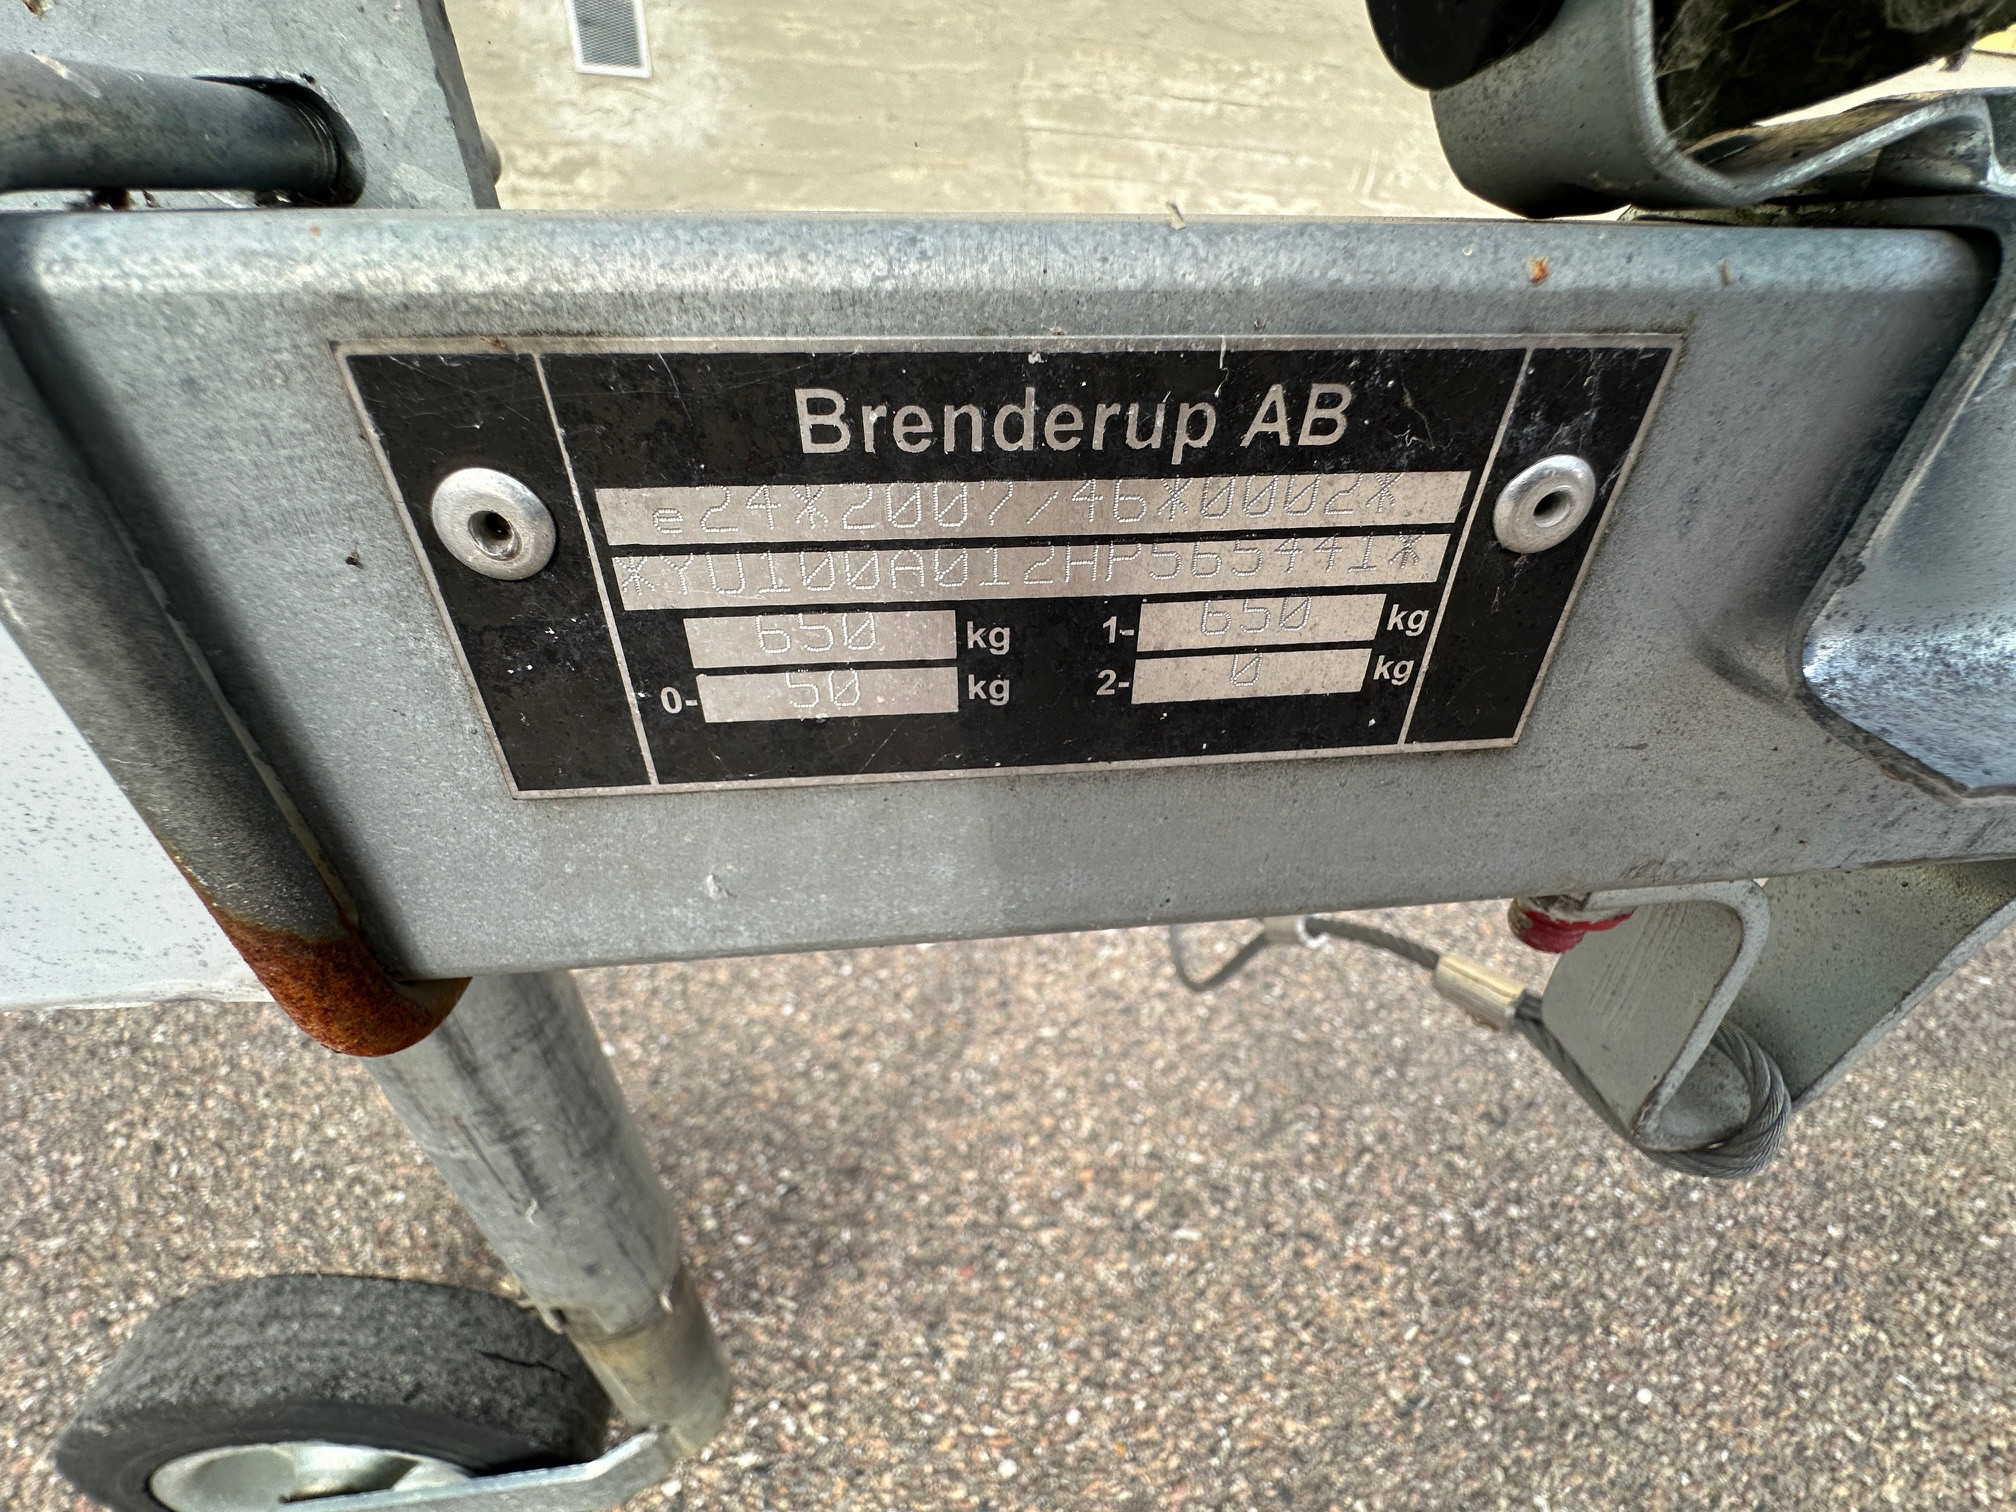 Brenderup AB
e24*2007/46*0002*
*YU100A012HP565441*
650 kg 1- 650 kg
0- 50 kg 2- 0 kg